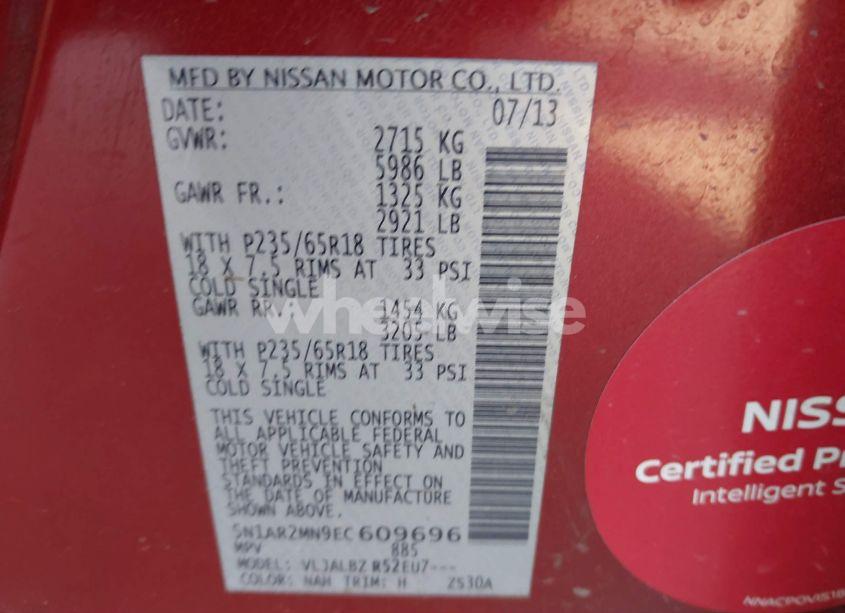 MFD BY NISSAN MOTOR CO., LTD.
DATE: 07/13
GVWR: 2715 KG
5986 LB
GAWR FR.: 1325 KG
2921 LB
WITH P235/65R18 TIRES
18 X 7.5 RIMS AT 33 PSI
COLD SINGLE
GAWR RR.: 1454 KG
3205 LB
WITH P235/65R18 TIRES
18 X 7.5 RIMS AT 33 PSI
COLD SINGLE
THIS VEHICLE CONFORMS TO
ALL APPLICABLE FEDERAL
MOTOR VEHICLE SAFETY AND
THEFT PREVENTION
STANDARDS IN EFFECT ON
THE DATE OF MANUFACTURE
SHOWN ABOVE.
5N1AR2MN9EC609696
MPV 885
MODEL: VLJALBZ R52EU7---
COLOR: NAH TRIM: H ZS30A
wheelwise
NISS
Certified Pr
Intelligent S
NNACPOVIS18